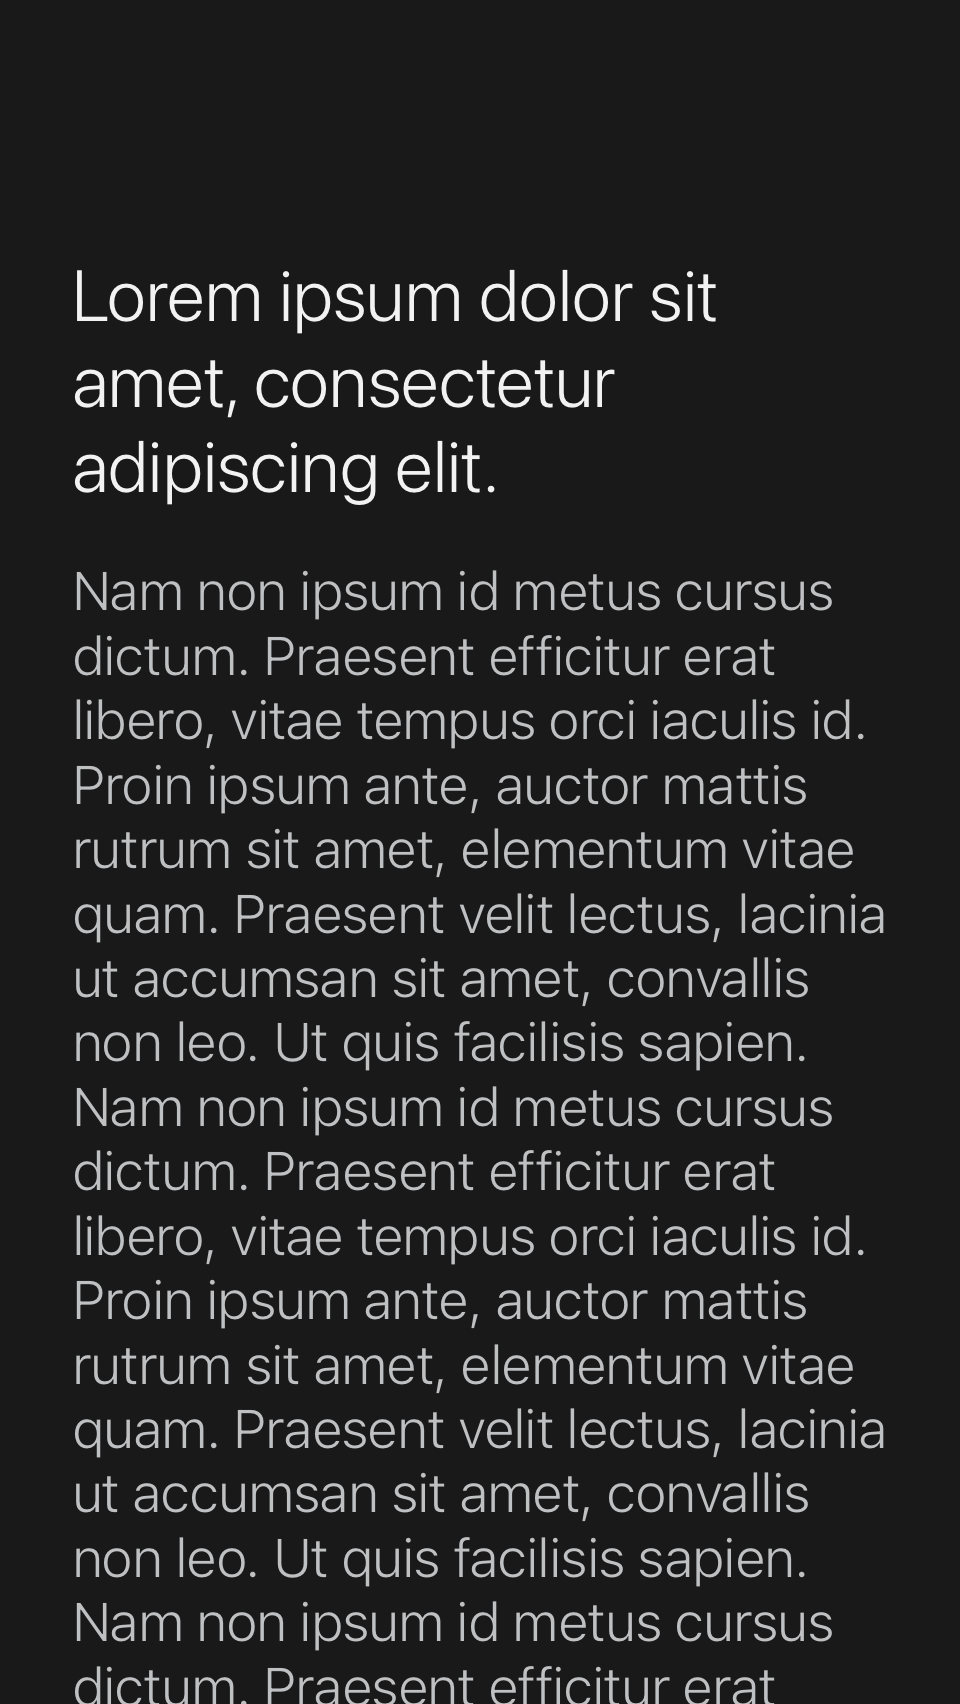 Lorem ipsum dolor sit
amet, consectetur
adipiscing elit.
Nam non ipsum id metus cursus
dictum. Praesent efficitur erat
libero, vitae tempus orci iaculis id.
Proin ipsum ante, auctor mattis
rutrum sit amet, elementum vitae
quam. Praesent velit lectus, lacinia
ut accumsan sit amet, convallis
non leo. Ut quis facilisis sapien.
Nam non ipsum id metus cursus
dictum. Praesent efficitur erat
libero, vitae tempus orci iaculis id.
Proin ipsum ante, auctor mattis
rutrum sit amet, elementum vitae
quam. Praesent velit lectus, lacinia
ut accumsan sit amet, convallis
non leo. Ut quis facilisis sapien.
Nam non ipsum id metus cursus
dictum. Praesent efficitur erat